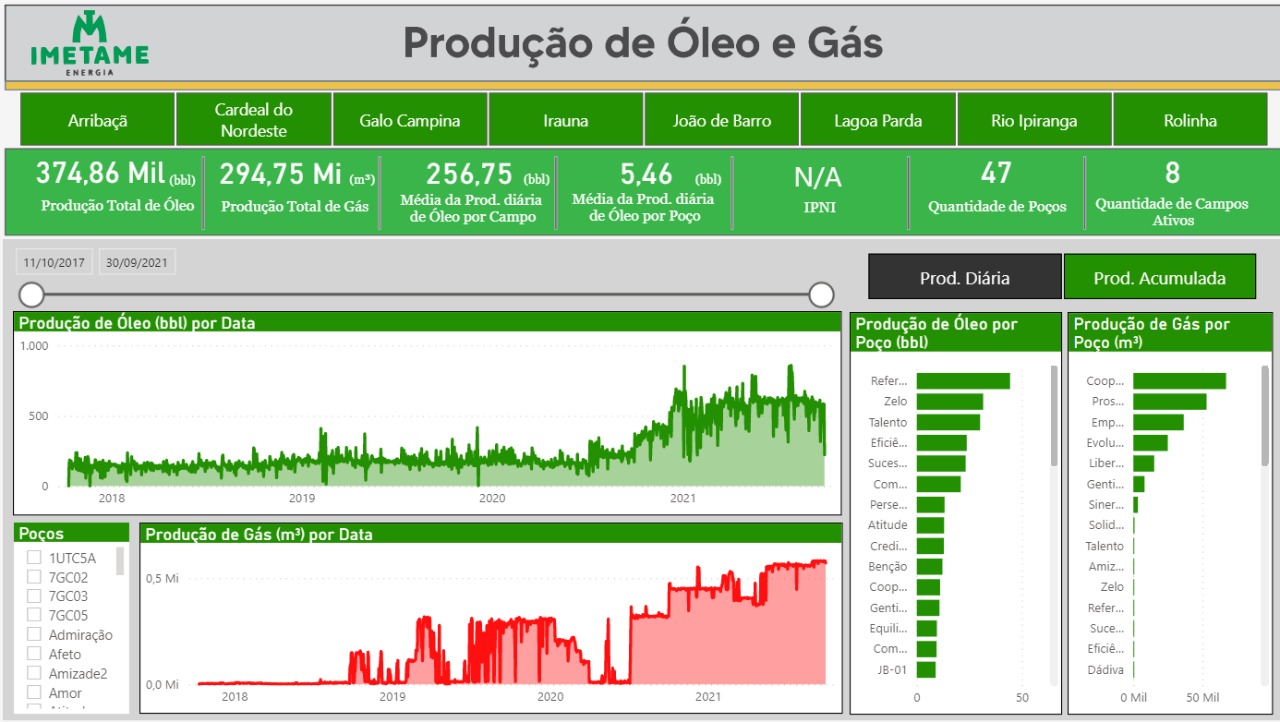 IMETAME
ENERGIA
Produção de Óleo e Gás
Arribaçã
Cardeal do
Nordeste
Galo Campina
Irauna
João de Barro
Lagoa Parda
Rio Ipiranga
Rolinha
374,86 Mil (bbl)
Produção Total de Óleo
294,75 Mi (m³)
Produção Total de Gás
256,75 (bbl)
Média da Prod. diária
de Óleo por Campo
5,46 (bbl)
Média da Prod. diária
de Óleo por Poço
N/A
IPNI
47
Quantidade de Poços
8
Quantidade de Campos
Ativos
11/10/2017
30/09/2021
Prod. Diária
Prod. Acumulada
Produção de Óleo (bbl) por Data
1.000
500
0
2018
2019
2020
2021
Poços
1UTC5A
7GC02
7GC03
7GC05
Admiração
Afeto
Amizade2
Amor
Produção de Gás (m³) por Data
0,5 Mi
0,0 Mi
2018
2019
2020
2021
Produção de Óleo por
Poço (bbl)
Refer...
Zelo
Talento
Eficiê...
Suces...
Com...
Perse...
Atitude
Credi...
Benção
Coop...
Genti...
Equili...
Com...
JB-01
0
50
Produção de Gás por
Poço (m³)
Coop...
Pros...
Emp...
Evolu...
Liber...
Genti...
Siner...
Solid...
Talento
Amiz...
Zelo
Refer...
Suce...
Eficiê...
Dádiva
0 Mil
50 Mil